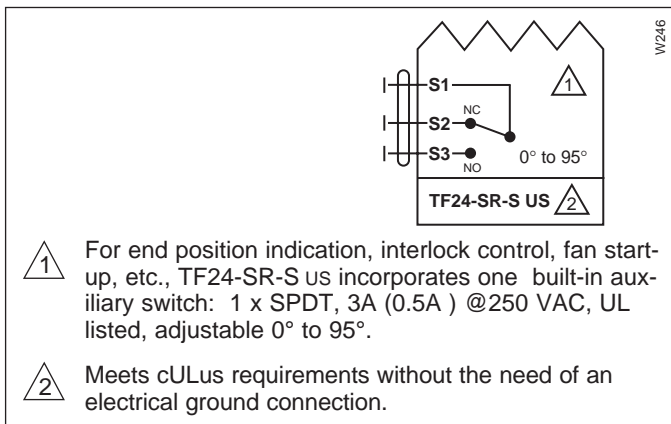 W246
S1
1
S2
NC
S3
NO
0° to 95°
TF24-SR-S US
2
1
For end position indication, interlock control, fan start-
up, etc., TF24-SR-S US incorporates one built-in aux-
iliary switch: 1 x SPDT, 3A (0.5A ) @250 VAC, UL
listed, adjustable 0° to 95°.
2
Meets cULus requirements without the need of an
electrical ground connection.